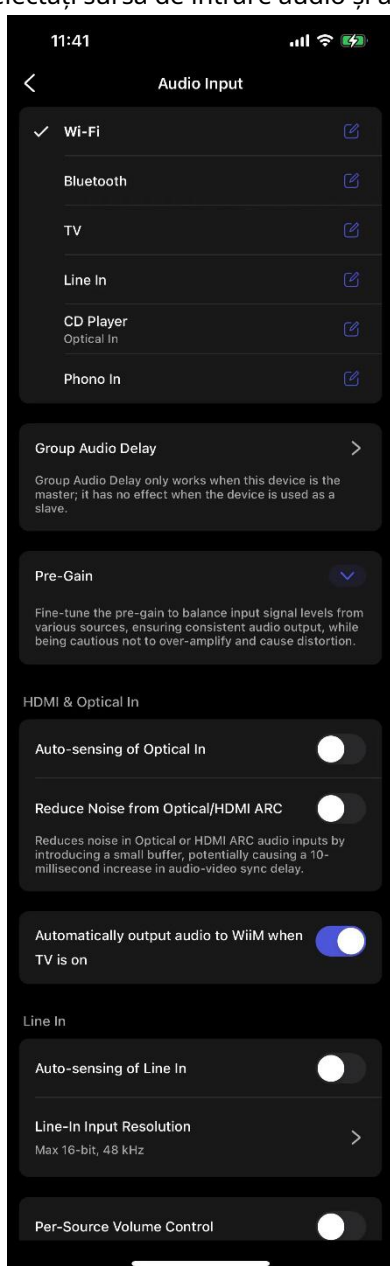 selectați sursa de intrare audio și a
11:41
Audio Input
Wi-Fi
Bluetooth
TV
Line In
CD Player
Optical In
Phono In
Group Audio Delay
Group Audio Delay only works when this device is the
master; it has no effect when the device is used as a
slave.
Pre-Gain
Fine-tune the pre-gain to balance input signal levels from
various sources, ensuring consistent audio output, while
being cautious not to over-amplify and cause distortion.
HDMI & Optical In
Auto-sensing of Optical In
Reduce Noise from Optical/HDMI ARC
Reduces noise in Optical or HDMI ARC audio inputs by
introducing a small buffer, potentially causing a 10-
millisecond increase in audio-video sync delay.
Automatically output audio to WiiM when
TV is on
Line In
Auto-sensing of Line In
Line-In Input Resolution
Max 16-bit, 48 kHz
Per-Source Volume Control